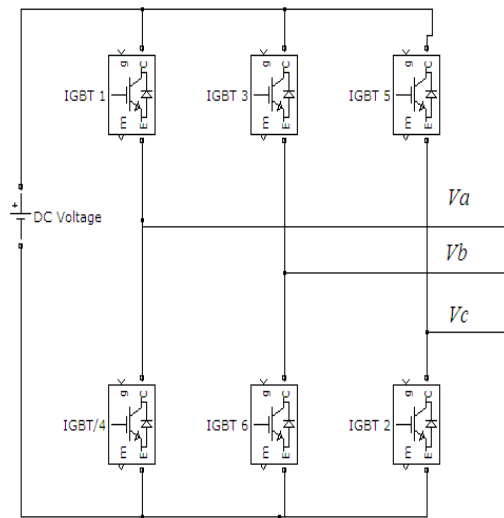 g C
IGBT 1
m E
g C
IGBT 3
m E
g C
IGBT 5
m E
Va
+
DC Voltage
Vb
Vc
g C
IGBT/4
m E
g C
IGBT 6
m E
g C
IGBT 2
m E